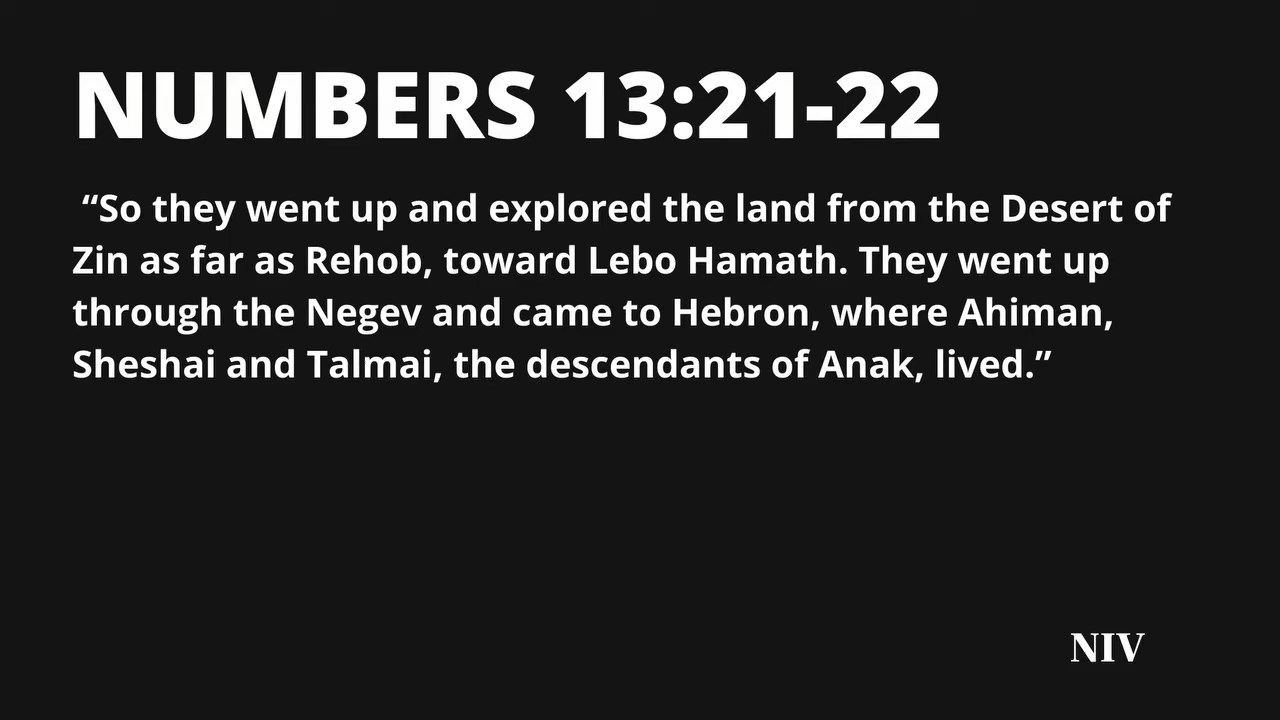 NUMBERS 13:21-22
“So they went up and explored the land from the Desert of
Zin as far as Rehob, toward Lebo Hamath. They went up
through the Negev and came to Hebron, where Ahiman,
Sheshai and Talmai, the descendants of Anak, lived.”
NIV